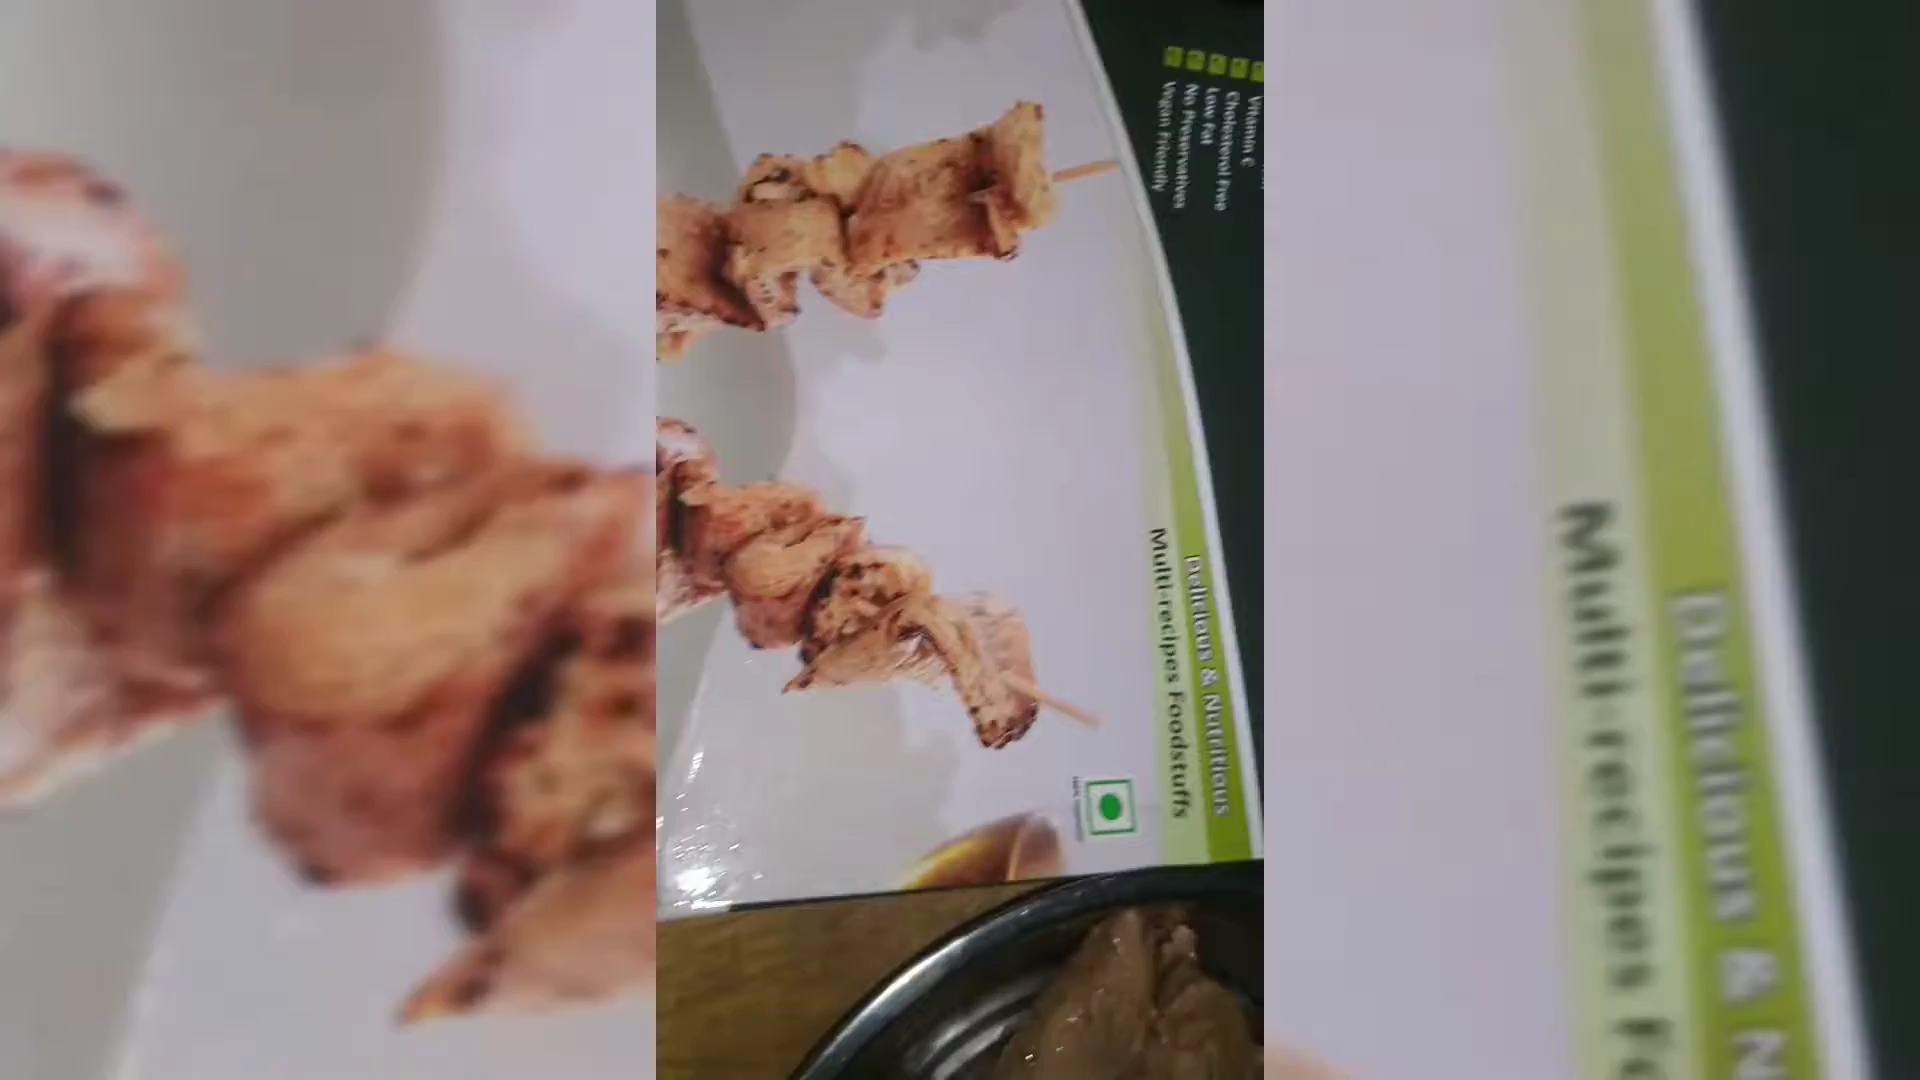 Vitamin C
Cholesterol Free
Low Fat
No Preservatives
Vegan Friendly
Delicious & Nutritious
Multi-recipes Foodstuffs